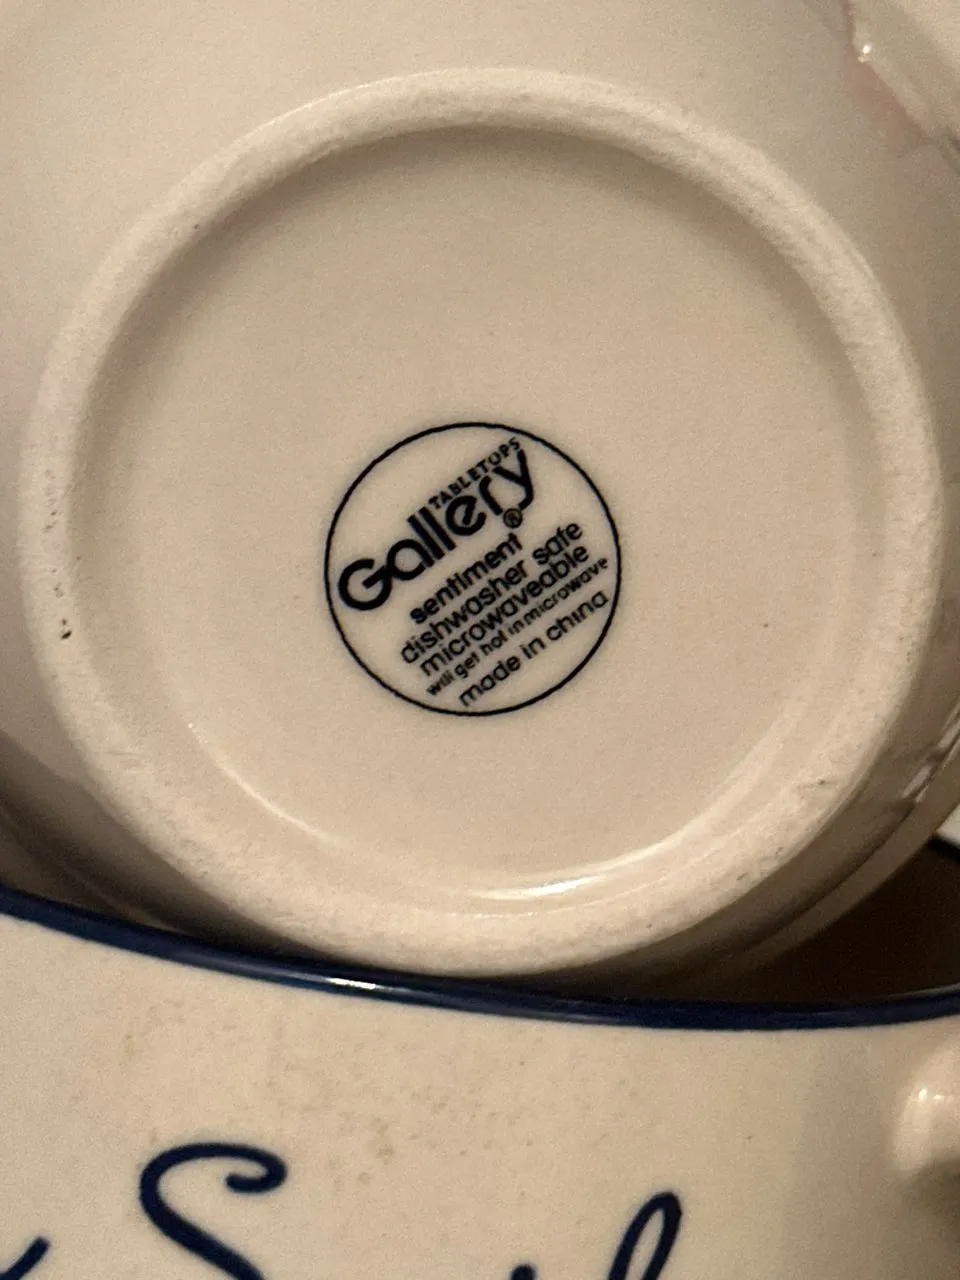 TABLETOPS
Gallery®
sentiment
dishwasher safe
microwaveable
will get hot in microwave
made in china